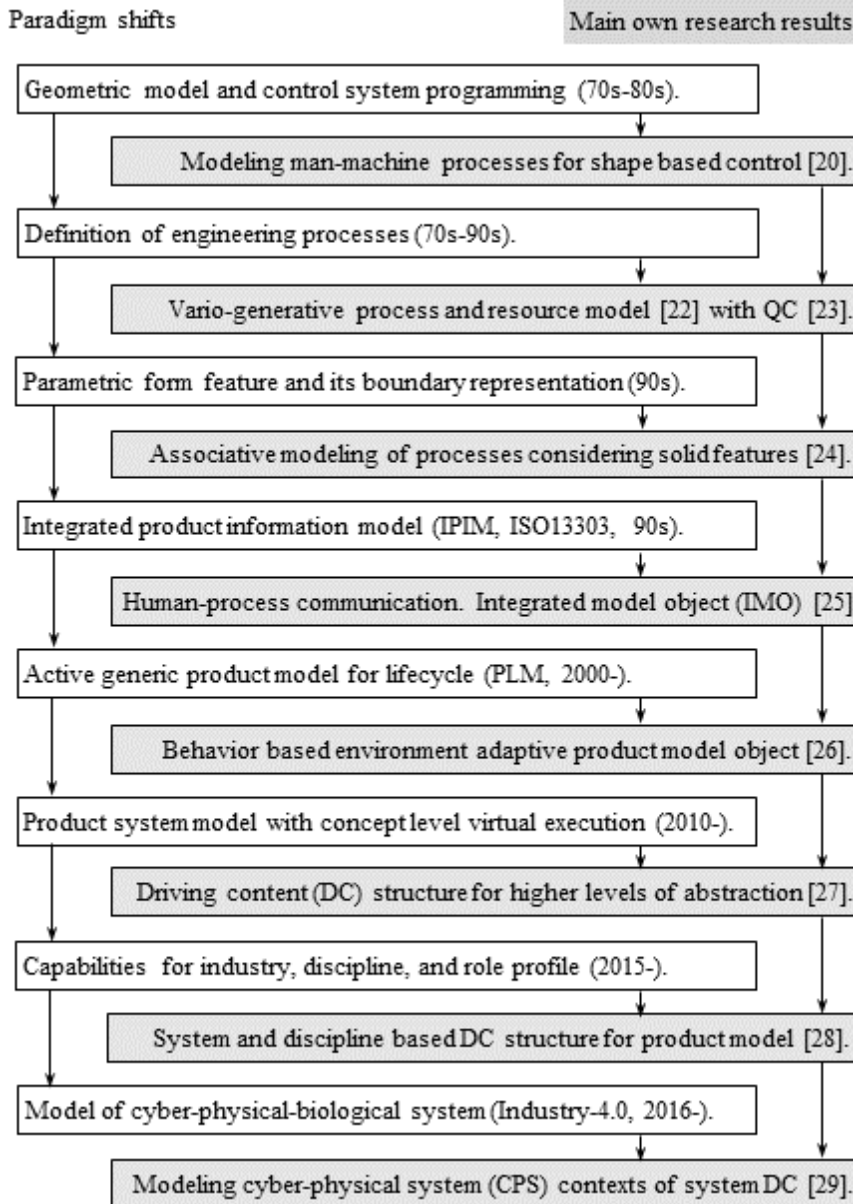 Paradigm shifts
Main own research results
Geometric model and control system programming (70s-80s).
Modeling man-machine processes for shape based control [20].
Definition of engineering processes (70s-90s).
Vario-generative process and resource model [22] with QC [23].
Parametric form feature and its boundary representation (90s).
Associative modeling of processes considering solid features [24].
Integrated product information model (IPIM, ISO13303, 90s).
Human-process communication. Integrated model object (IMO) [25]
Active generic product model for lifecycle (PLM, 2000-).
Behavior based environment adaptive product model object [26].
Product system model with concept level virtual execution (2010-).
Driving content (DC) structure for higher levels of abstraction [27].
Capabilities for industry, discipline, and role profile (2015-).
System and discipline based DC structure for product model [28].
Model of cyber-physical-biological system (Industry-4.0, 2016-).
Modeling cyber-physical system (CPS) contexts of system DC [29].